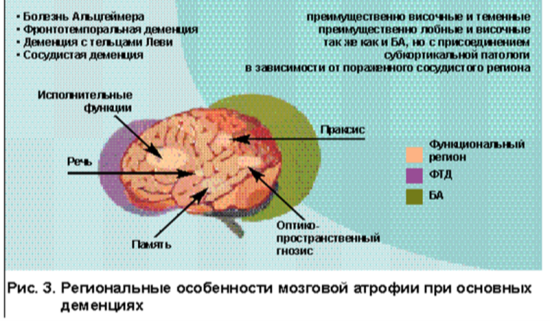 • Болезнь Альцгеймера
• Фронтотемпоральная деменция
• Деменция с тельцами Леви
• Сосудистая деменция
преимущественно височные и теменные
преимущественно лобные и височные
так же как и БА, но с присоединением
субкортикальной патологи
в зависимости от пораженного сосудистого региона
Исполнительные
функции
Праксис
Речь
Функциональный
регион
ФТД
БА
Память
Оптико-
пространственный
гнозис
Рис. 3. Региональные особенности мозговой атрофии при основных
деменциях